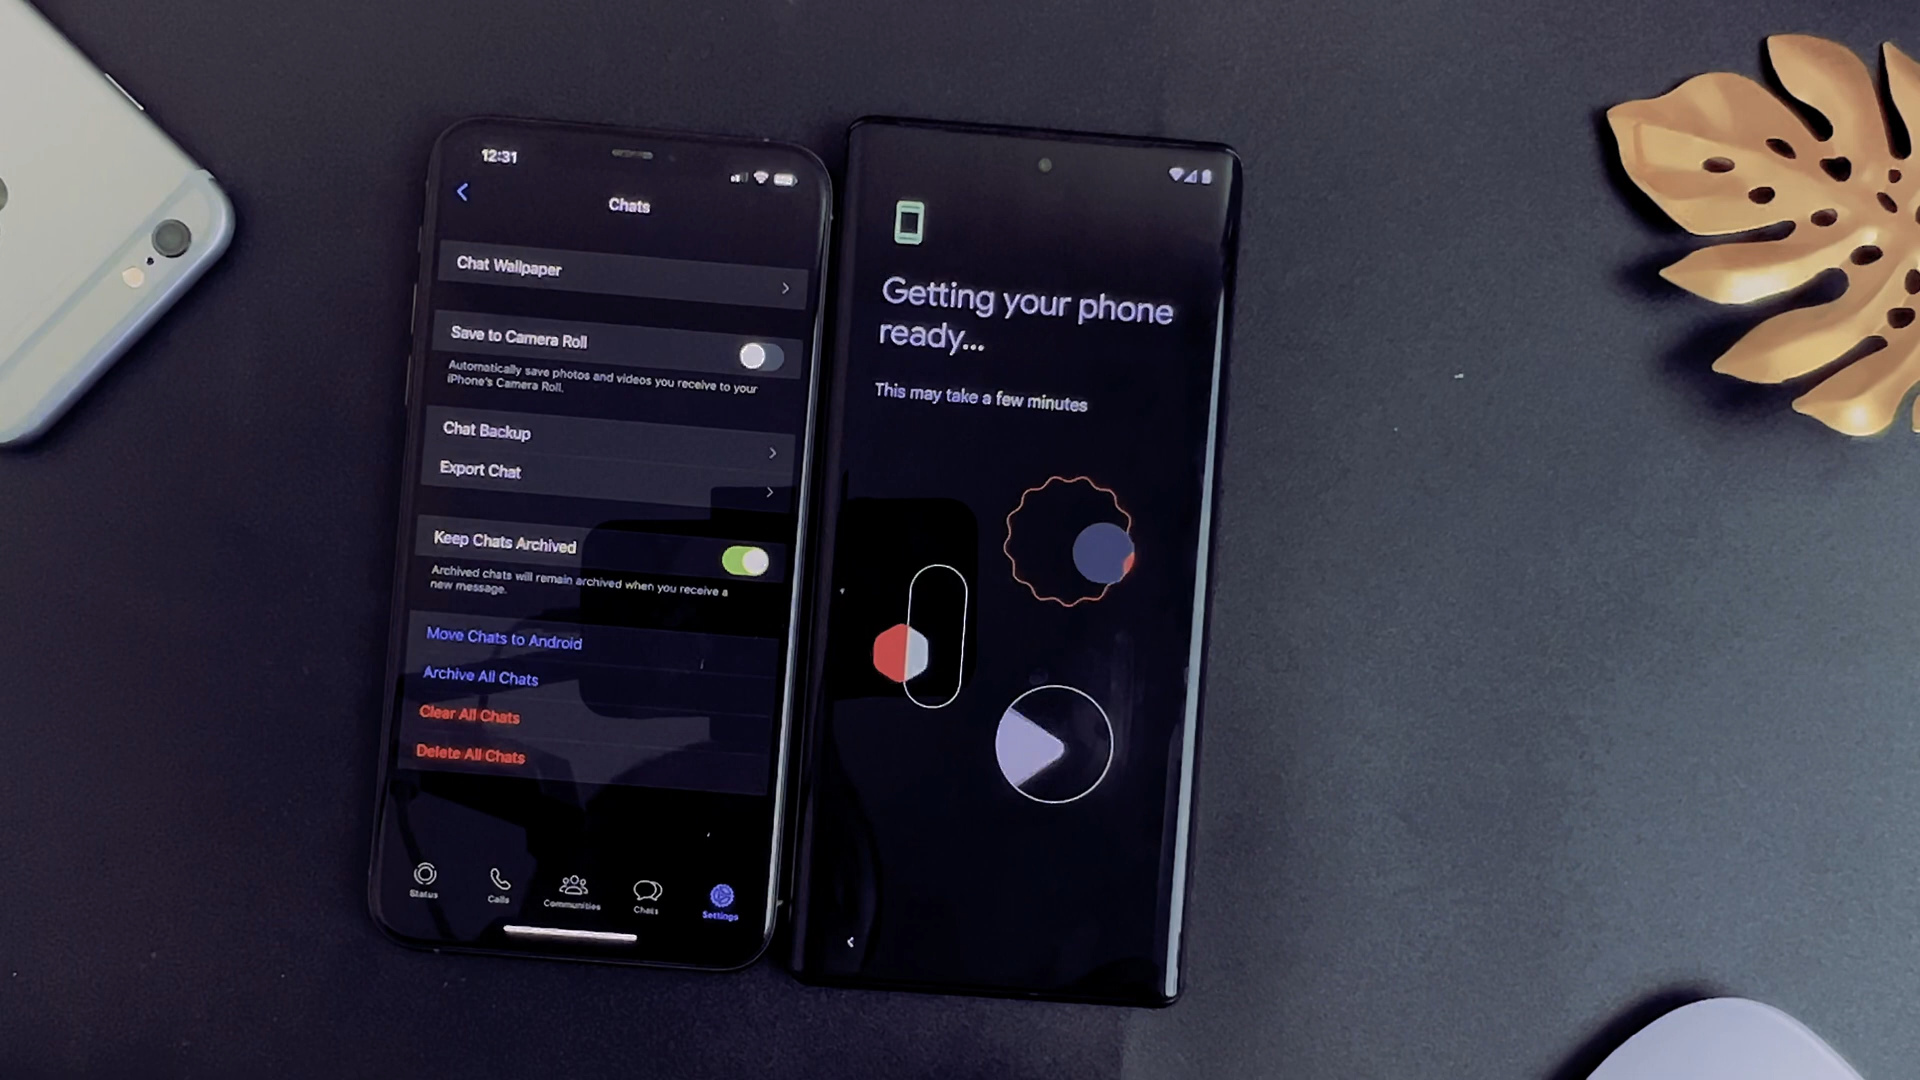 12:31
Chats
Chat Wallpaper
Save to Camera Roll
Automatically save photos and videos you receive to your
iPhone's Camera Roll.
Chat Backup
Export Chat
Keep Chats Archived
Archived chats will remain archived when you receive a
new message.
Move Chats to Android
Archive All Chats
Clear All Chats
Delete All Chats
Status
Calls
Communities
Chats
Settings
Getting your phone
ready...
This may take a few minutes